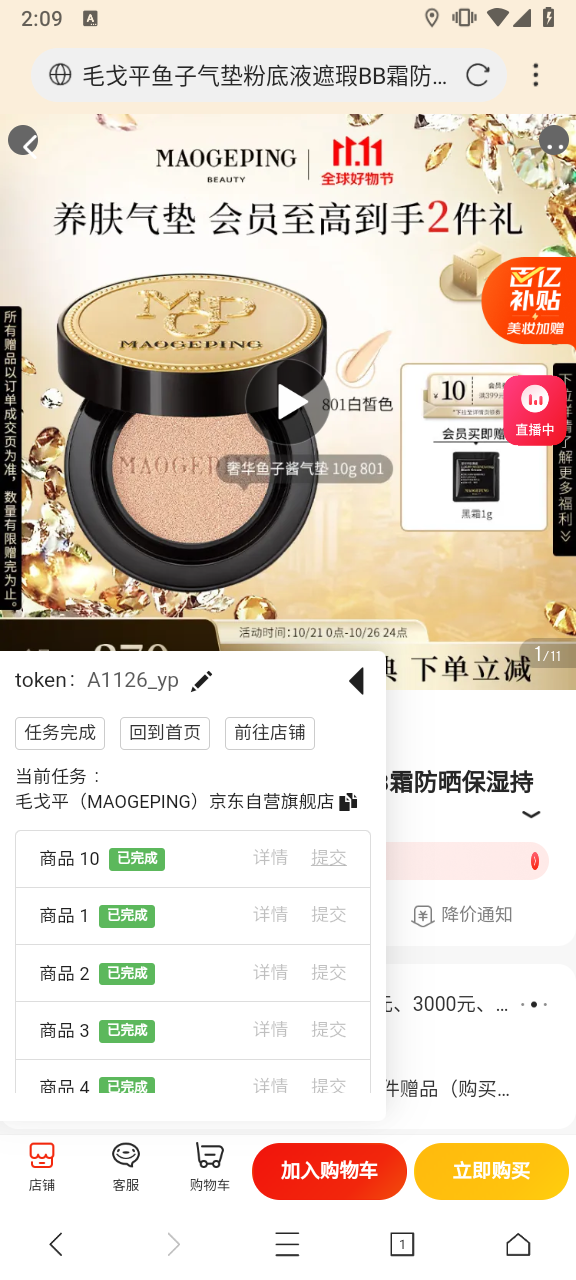 2:09
A
毛戈平鱼子气垫粉底液遮瑕BB霜防...
MAOGEPING
BEAUTY
11.11
全球好物节
养肤气垫 会员至高到手2件礼
百亿
补贴
美妆加赠
所有赠品以订单成交页为准，数量有限赠完为止。
MAOGEPING
MAOGEPING
801白皙色
奢华鱼子酱气垫 10g 801
¥10
满399元
会员买即赠
黑霜1g
直播中
下拉详情了解更多福利
活动时间:10/21 0点-10/26 24点
1/11
典 下单立减
token：A1126_yp
任务完成
回到首页
前往店铺
当前任务：
毛戈平（MAOGEPING）京东自营旗舰店
霜防晒保湿持
商品 10 已完成 详情 提交
商品 1 已完成 详情 提交
降价通知
商品 2 已完成 详情 提交
元、3000元、...
商品 3 已完成 详情 提交
商品 4 已完成 详情 提交
件赠品（购买...
店铺
客服
购物车
加入购物车
立即购买
1